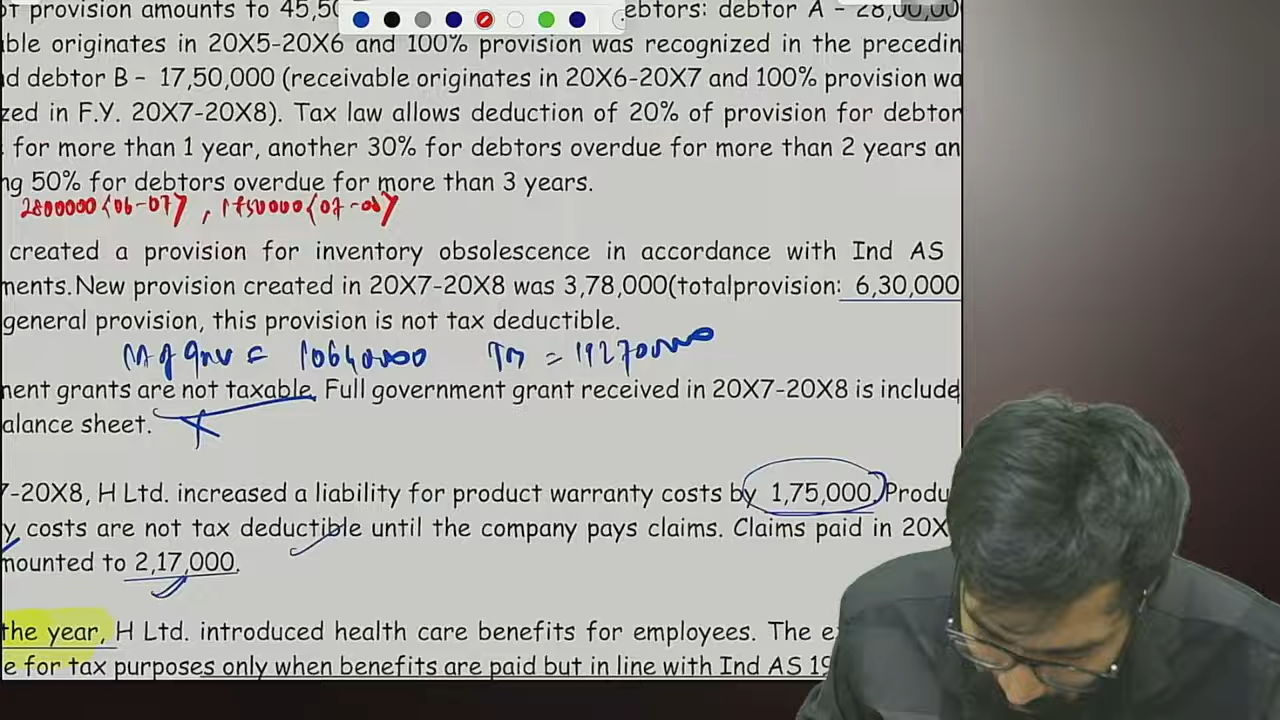 of provision amounts to 45,50 ebtors: debtor A – 28,00,00
ble originates in 20X5-20X6 and 100% provision was recognized in the precedin
d debtor B – 17,50,000 (receivable originates in 20X6-20X7 and 100% provision wa
zed in F.Y. 20X7-20X8). Tax law allows deduction of 20% of provision for debtor
for more than 1 year, another 30% for debtors overdue for more than 2 years an
ng 50% for debtors overdue for more than 3 years.
2800000 (06-07), 1750000 (07-08)
created a provision for inventory obsolescence in accordance with Ind AS
ments. New provision created in 20X7-20X8 was 3,78,000(totalprovision: 6,30,000
general provision, this provision is not tax deductible.
= 10640000 = 11270000
ment grants are not taxable. Full government grant received in 20X7-20X8 is include
alance sheet.
7-20X8, H Ltd. increased a liability for product warranty costs by 1,75,000. Produ
y costs are not tax deductible until the company pays claims. Claims paid in 20X
mounted to 2,17,000.
the year, H Ltd. introduced health care benefits for employees. The e
e for tax purposes only when benefits are paid but in line with Ind AS 19